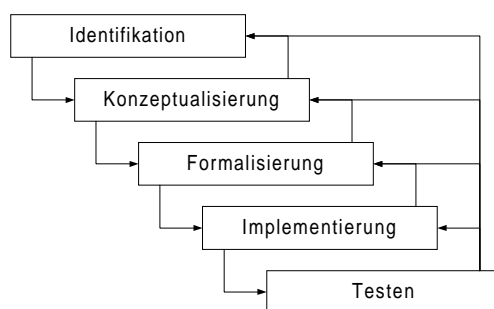 Identifikation
Konzeptualisierung
Formalisierung
Implementierung
Testen